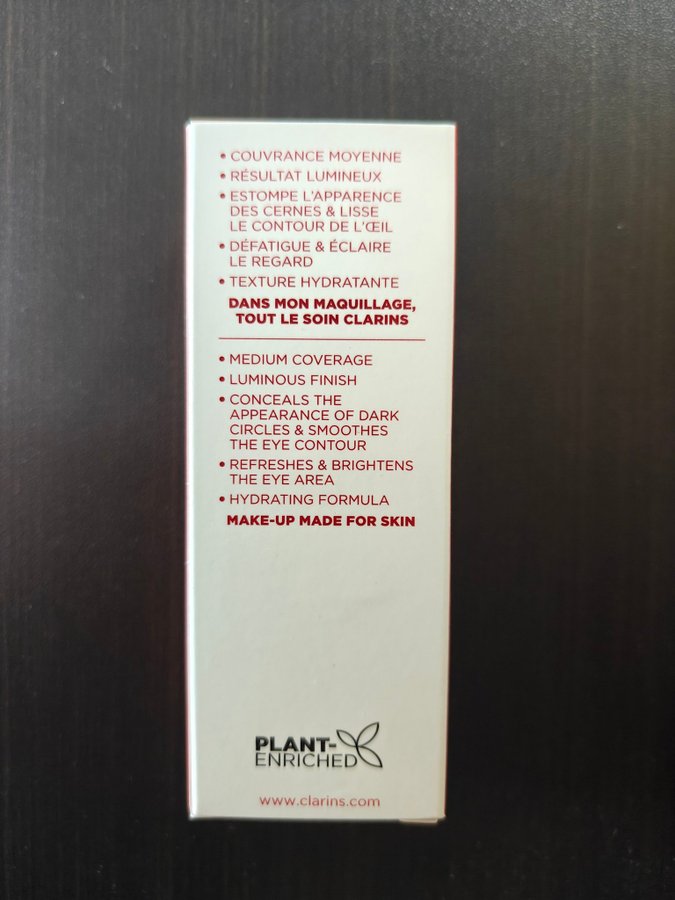 • COUVRANCE MOYENNE
• RÉSULTAT LUMINEUX
• ESTOMPE L'APPARENCE
DES CERNES & LISSE
LE CONTOUR DE L'ŒIL
• DÉFATIGUE & ÉCLAIRE
LE REGARD
• TEXTURE HYDRATANTE
DANS MON MAQUILLAGE,
TOUT LE SOIN CLARINS
• MEDIUM COVERAGE
• LUMINOUS FINISH
• CONCEALS THE
APPEARANCE OF DARK
CIRCLES & SMOOTHES
THE EYE CONTOUR
• REFRESHES & BRIGHTENS
THE EYE AREA
• HYDRATING FORMULA
MAKE-UP MADE FOR SKIN
PLANT-
ENRICHED
www.clarins.com